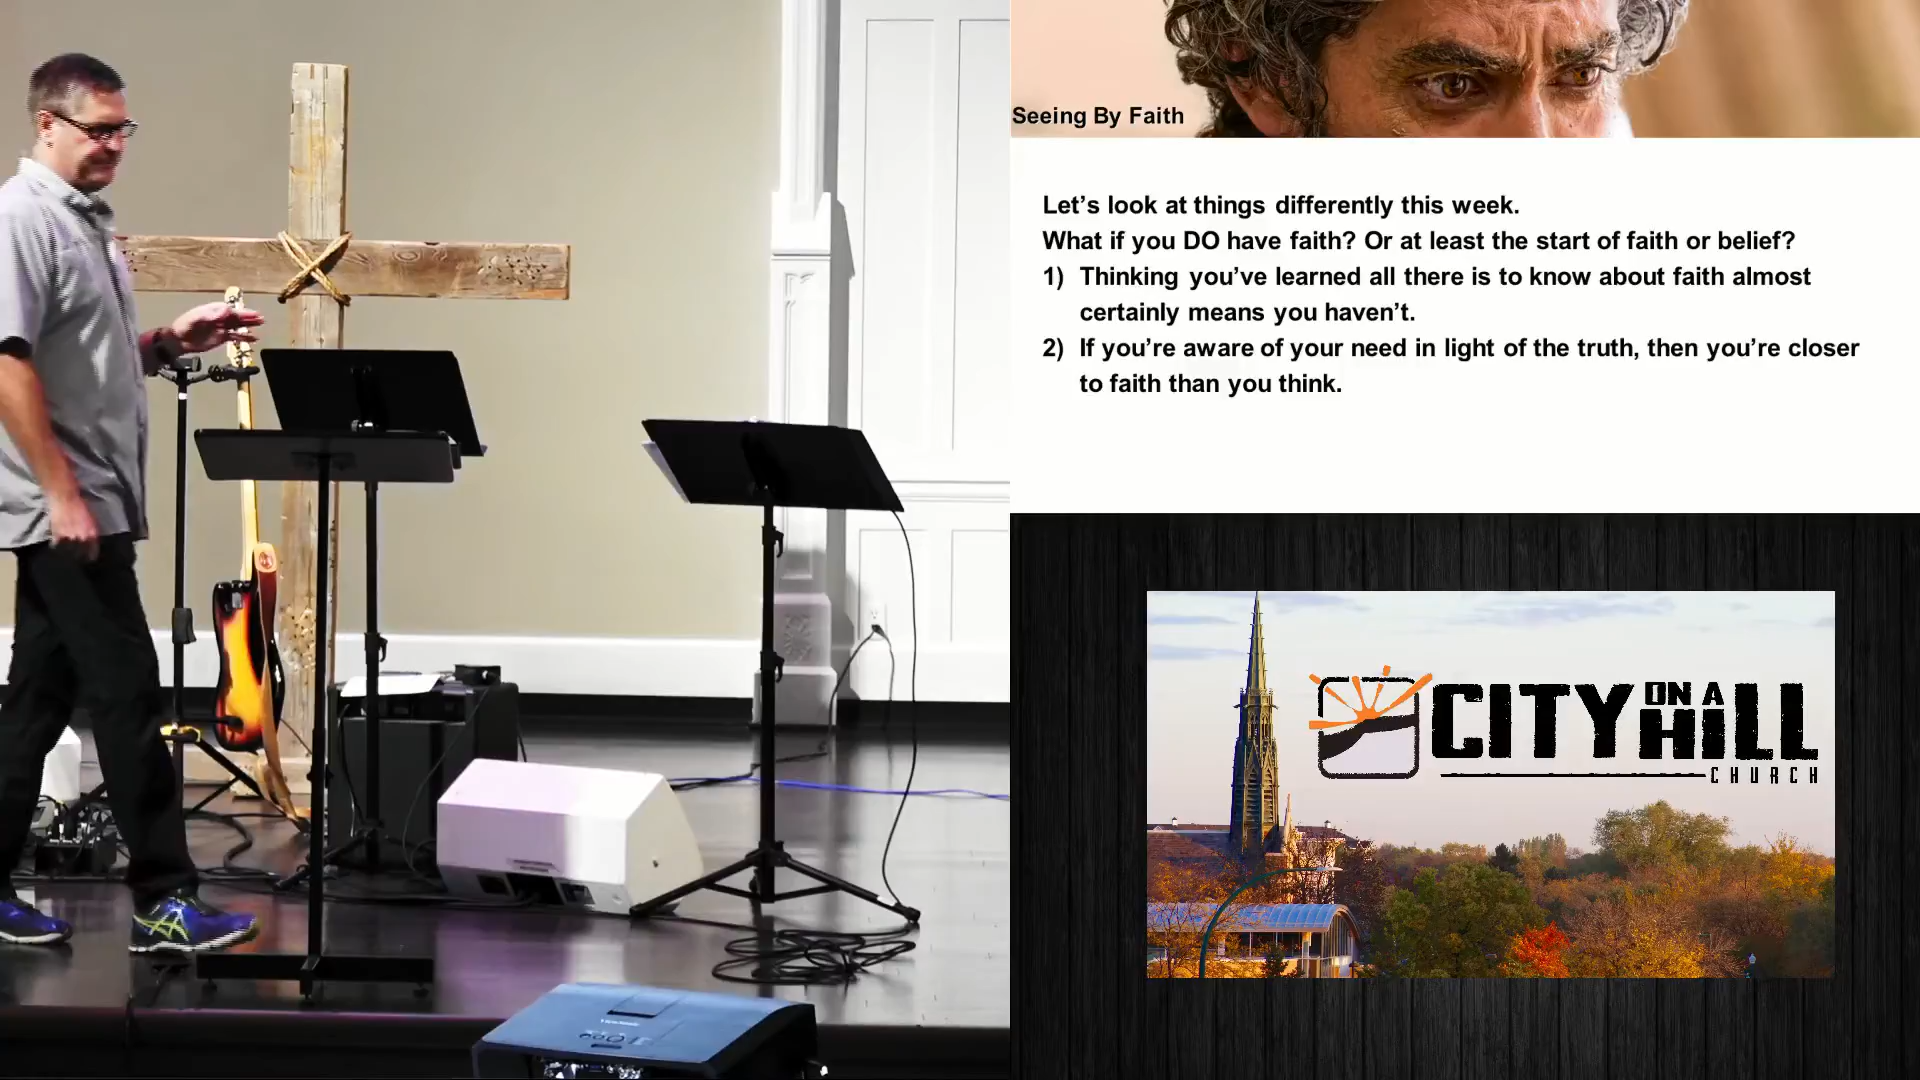 Seeing By Faith
Let's look at things differently this week.
What if you DO have faith? Or at least the start of faith or belief?
1) Thinking you've learned all there is to know about faith almost
certainly means you haven't.
2) If you're aware of your need in light of the truth, then you're closer
to faith than you think.
CITY ON A HILL
CHURCH
ViewSonic